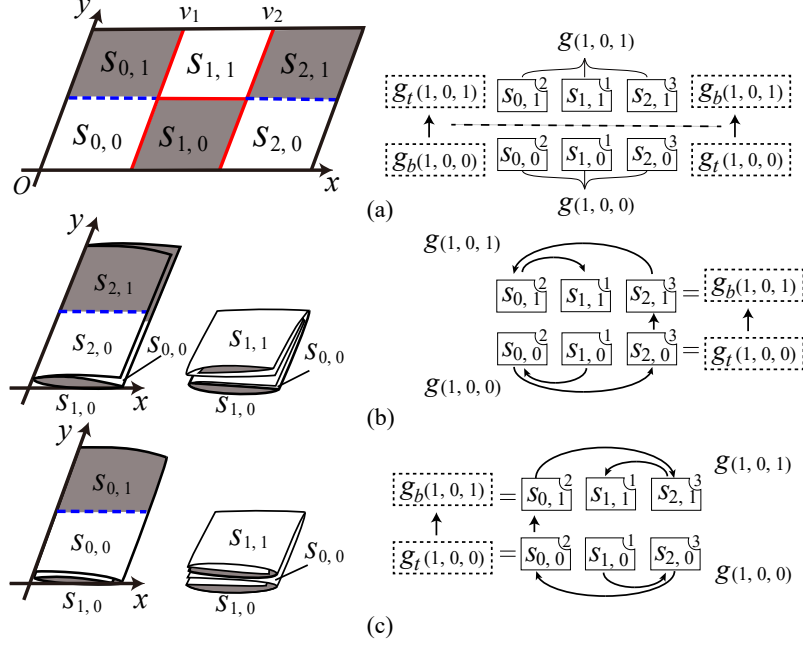 y
v1 v2
S0, 1 S1, 1 S2, 1
S0, 0 S1, 0 S2, 0
O x
g(1, 0, 1)
gt(1, 0, 1) s0, 1 2 s1, 1 1 s2, 1 3 gb(1, 0, 1)
gb(1, 0, 0) s0, 0 2 s1, 0 1 s2, 0 3 gt(1, 0, 0)
g(1, 0, 0)
(a)
y
S2, 1
S2, 0
S0, 0
S1, 0
x
S1, 1
S0, 0
S1, 0
g(1, 0, 1)
s0, 1 2 s1, 1 1 s2, 1 3 = gb(1, 0, 1)
s0, 0 2 s1, 0 1 s2, 0 3 = gt(1, 0, 0)
g(1, 0, 0)
(b)
y
S0, 1
S0, 0
S1, 0
x
S1, 1
S0, 0
S1, 0
g(1, 0, 1)
gb(1, 0, 1) = s0, 1 2 s1, 1 1 s2, 1 3
gt(1, 0, 0) = s0, 0 2 s1, 0 1 s2, 0 3
g(1, 0, 0)
(c)